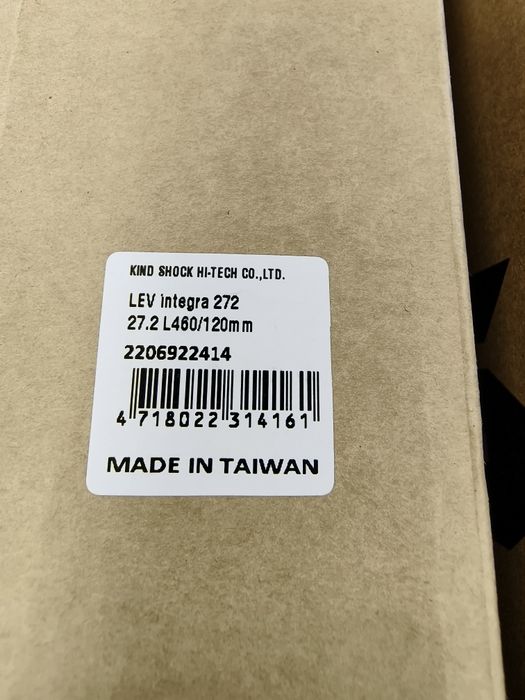 KIND SHOCK HI-TECH CO.,LTD.
LEV integra 272
27.2 L460/120mm
2206922414
4 718022 314161
MADE IN TAIWAN